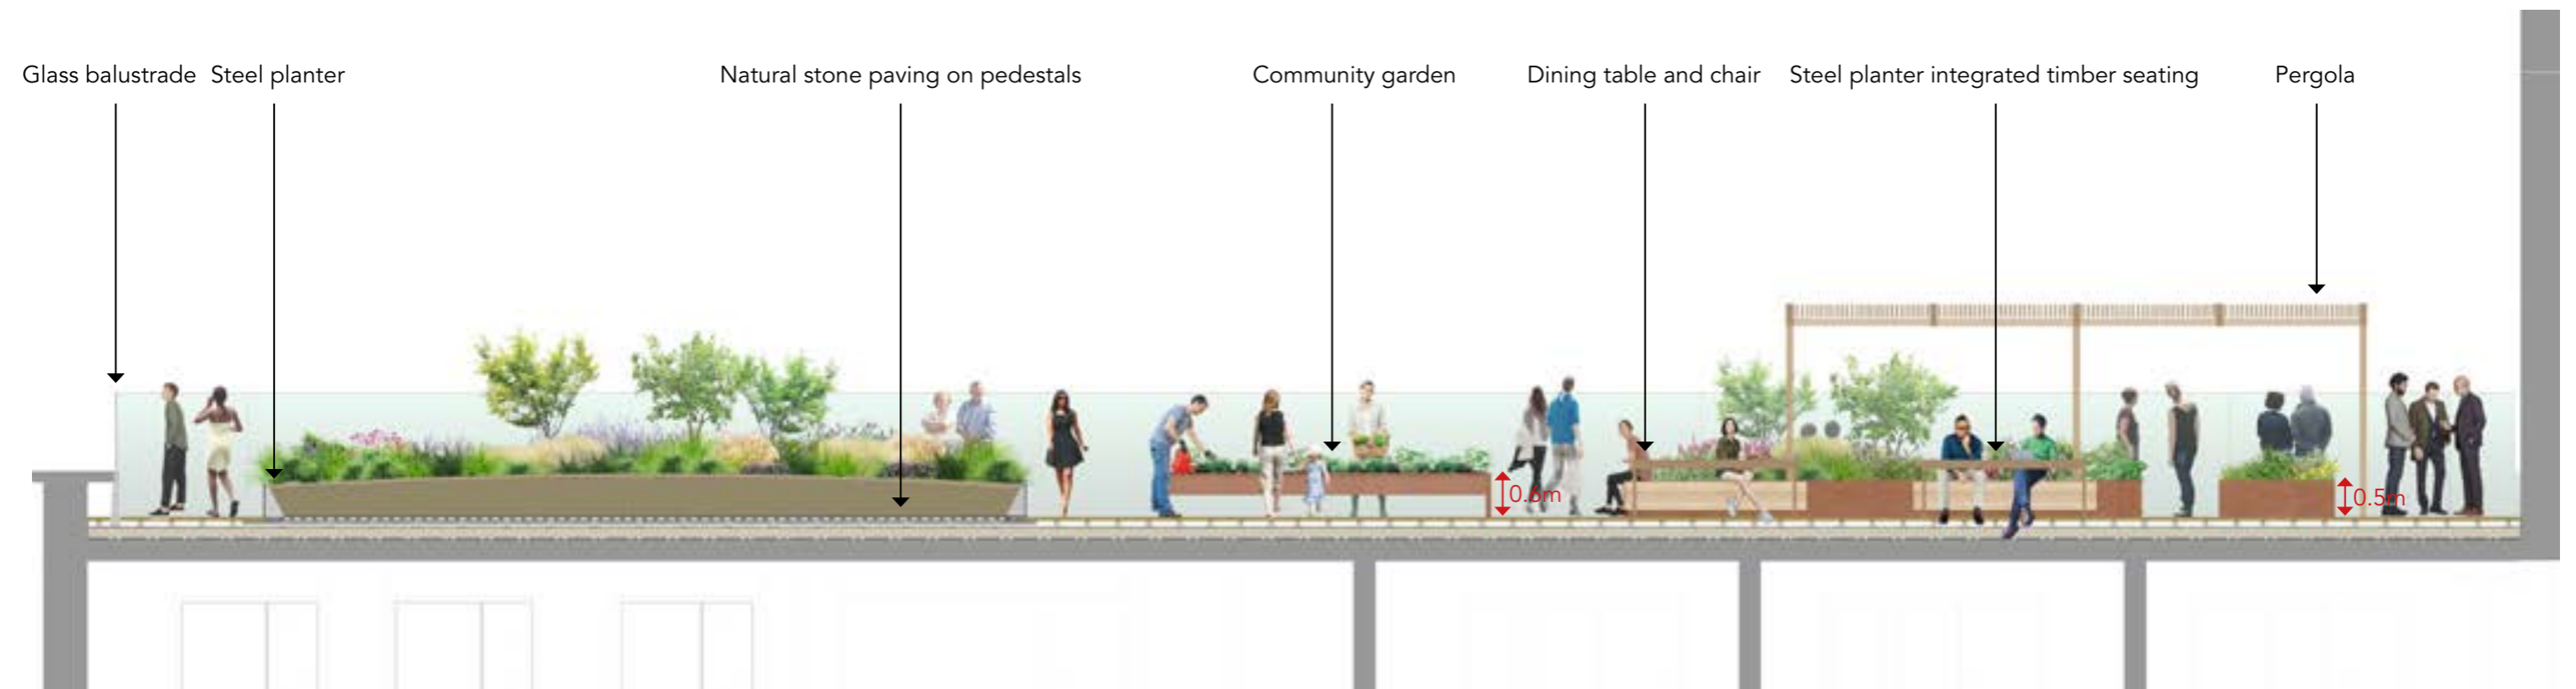 Glass balustrade
Steel planter
Natural stone paving on pedestals
Community garden
Dining table and chair
Steel planter integrated timber seating
Pergola
0.6m
0.5m